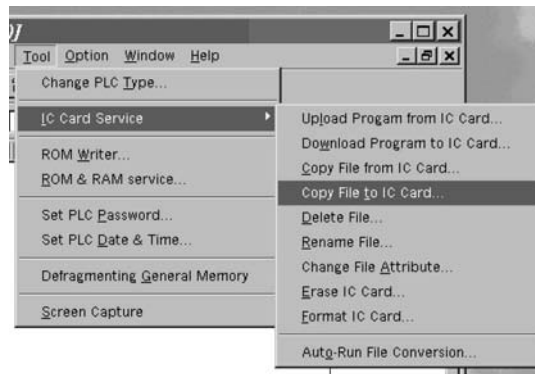 Tool Option Window Help
Change PLC Type...
IC Card Service
ROM Writer...
ROM & RAM service...
Set PLC Password...
Set PLC Date & Time...
Defragmenting General Memory
Screen Capture
Upload Progam from IC Card...
Download Program to IC Card...
Copy File from IC Card...
Copy File to IC Card...
Delete File...
Rename File...
Change File Attribute...
Erase IC Card...
Format IC Card...
Auto-Run File Conversion...